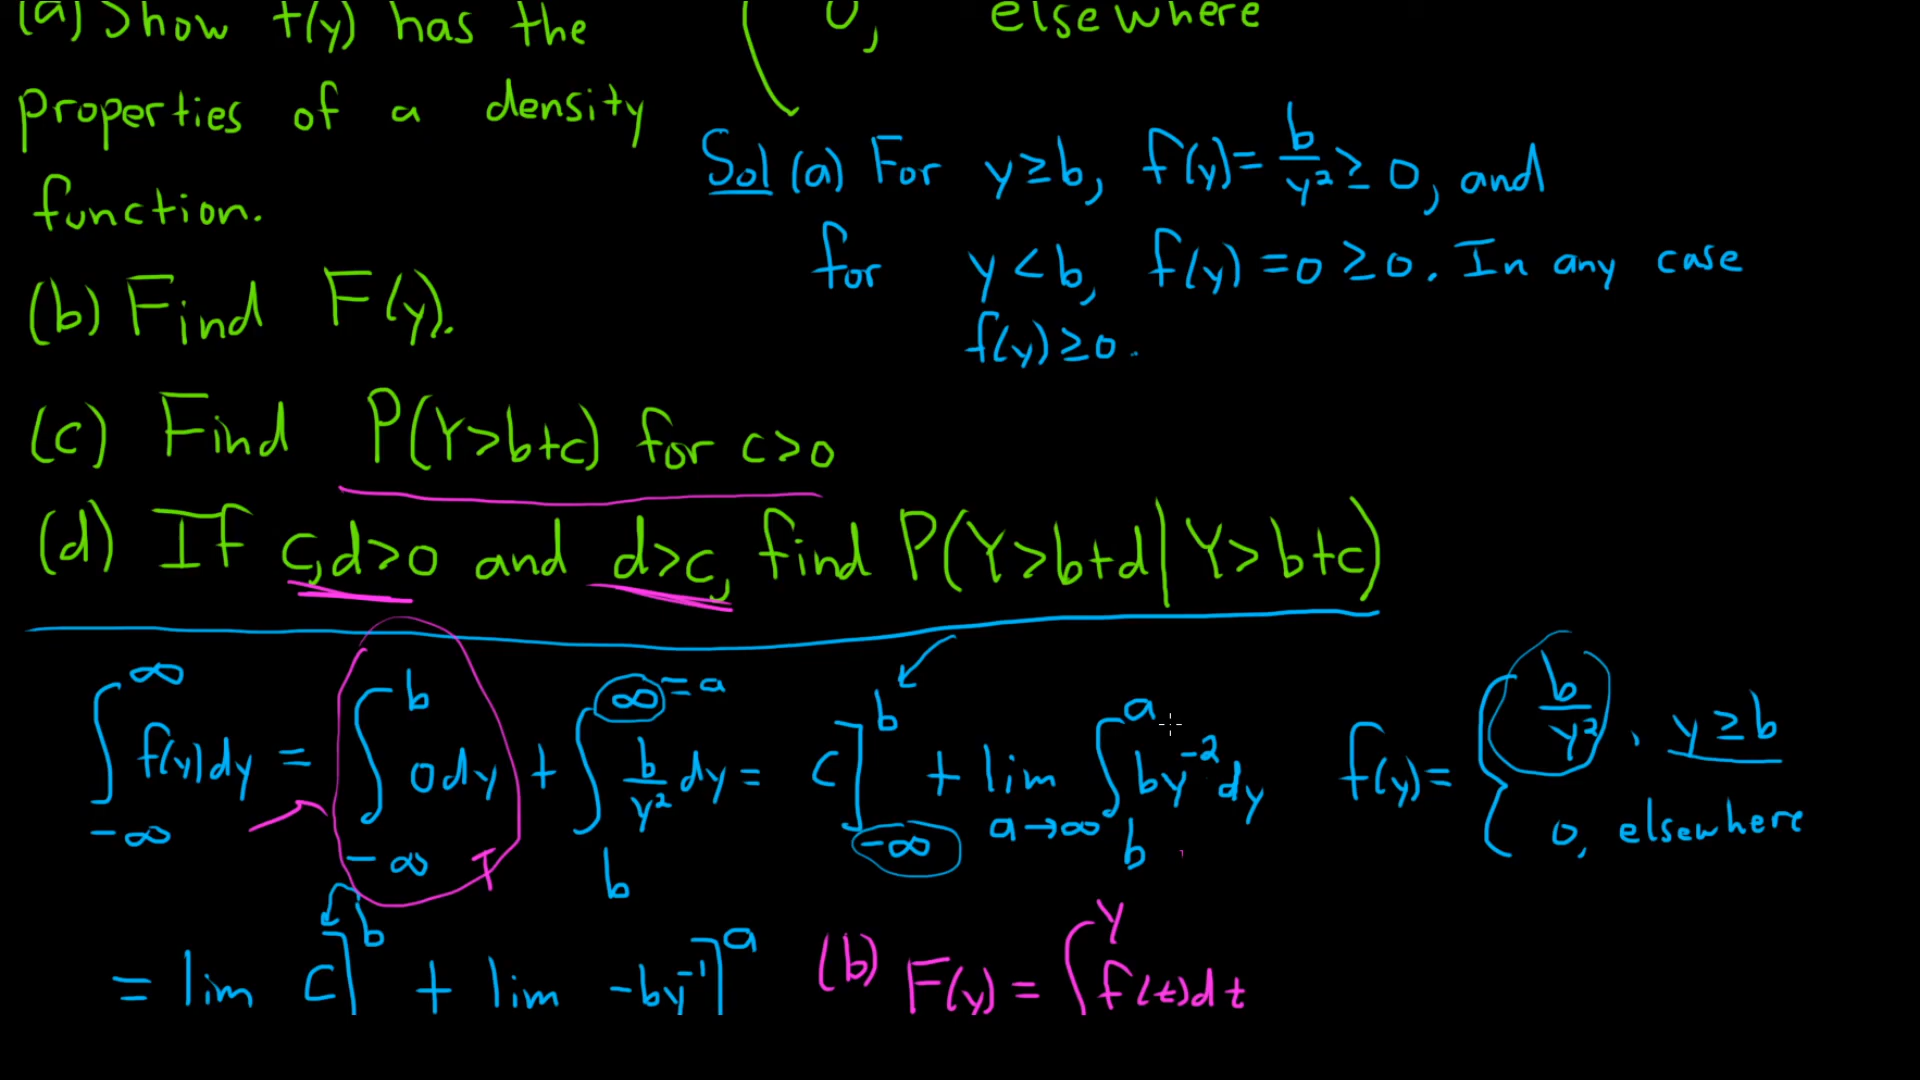 (a) Show f(y) has the
properties of a density
function.
0, elsewhere
Sol (a) For y≥b, f(y)= b/y² ≥ 0, and
for y<b, f(y)=0≥0. In any case
f(y)≥0.
(b) Find F(y).
(c) Find P(Y>b+c) for c>0
(d) If c,d>0 and d>c, find P(Y>b+d|Y>b+c)
∫_{-∞}^{∞} f(y)dy = ∫_{-∞}^{b} 0dy + ∫_{b}^{∞=a} b/y² dy = c]_{-∞}^{b} + lim_{a→∞} ∫_{b}^{a} by^{-2}dy
f(y)= { b/y², y≥b
0, elsewhere
= lim c]^{b} + lim -by^{-1}]^{a}
(b) F(y) = ∫^{y} f(t)dt